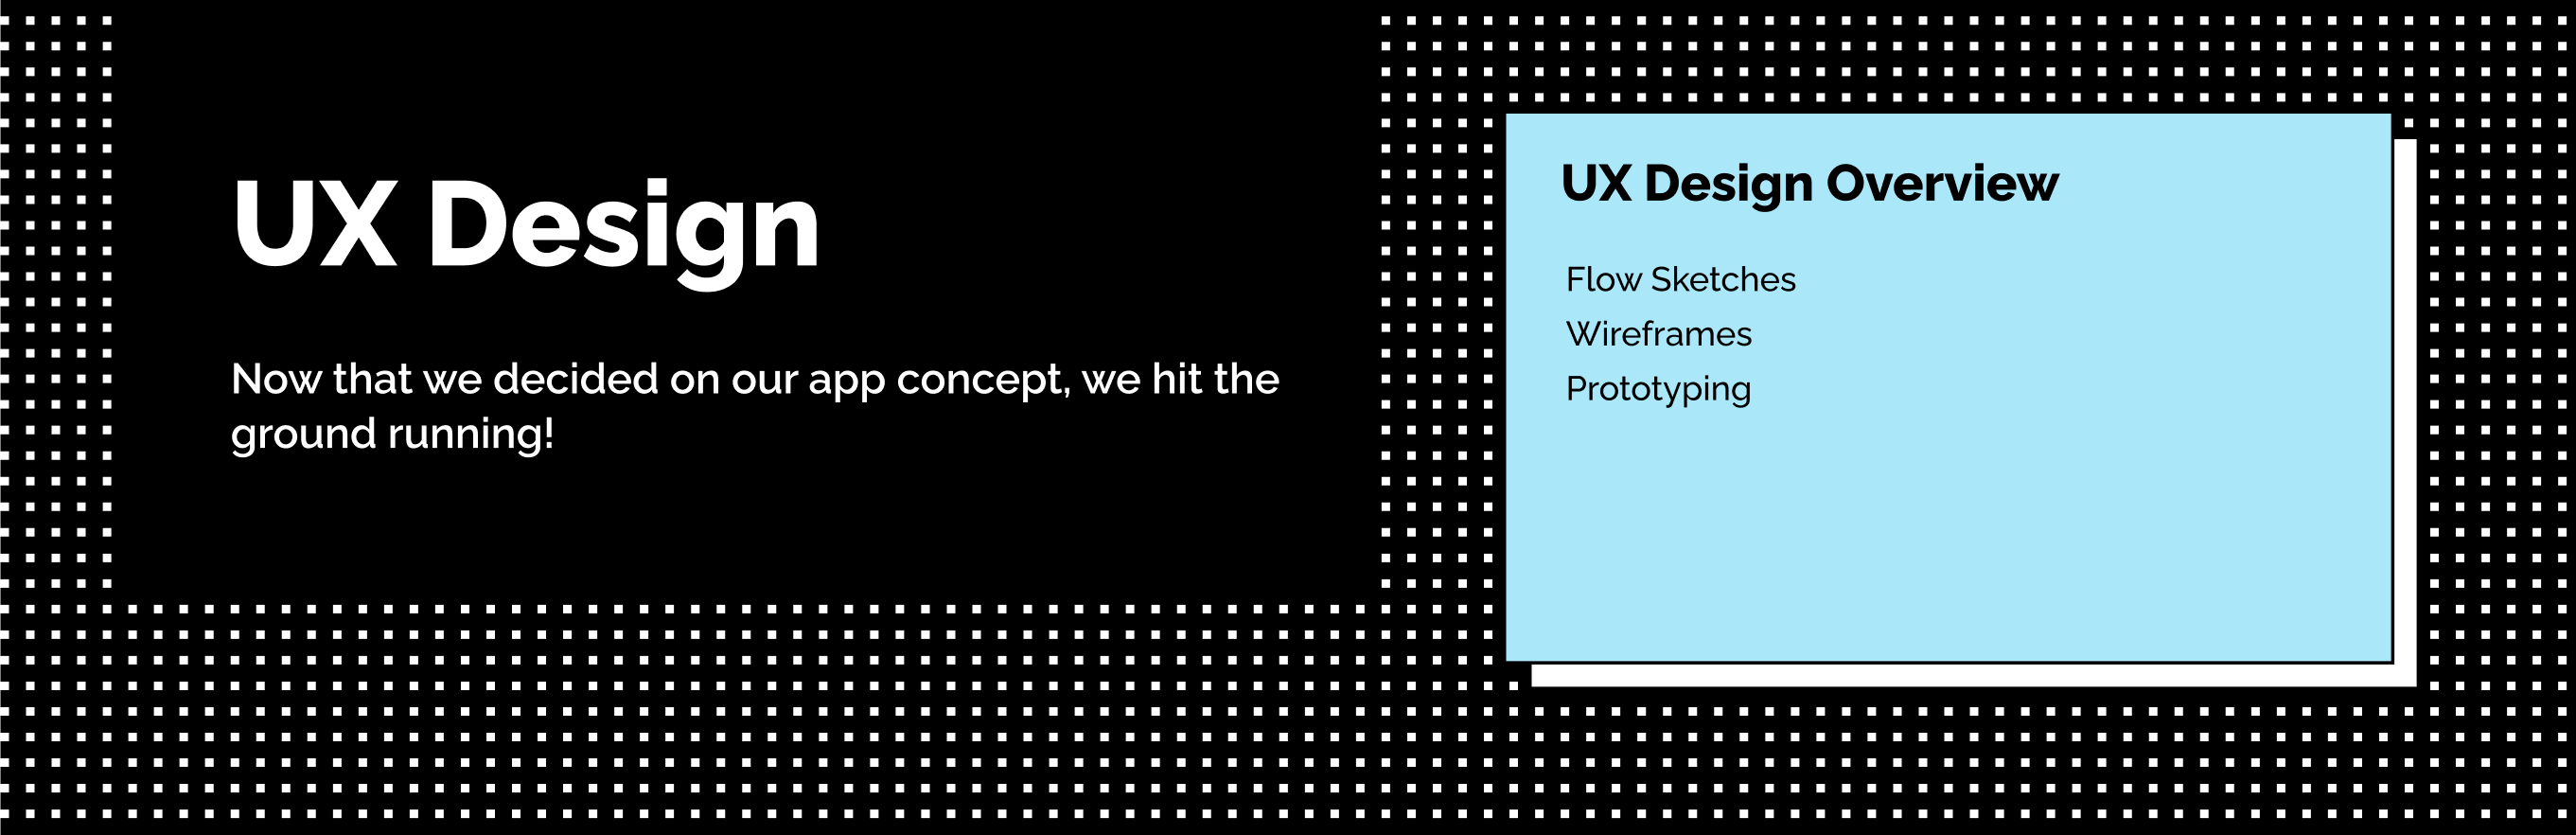 UX Design
Now that we decided on our app concept, we hit the
ground running!
UX Design Overview
Flow Sketches
Wireframes
Prototyping